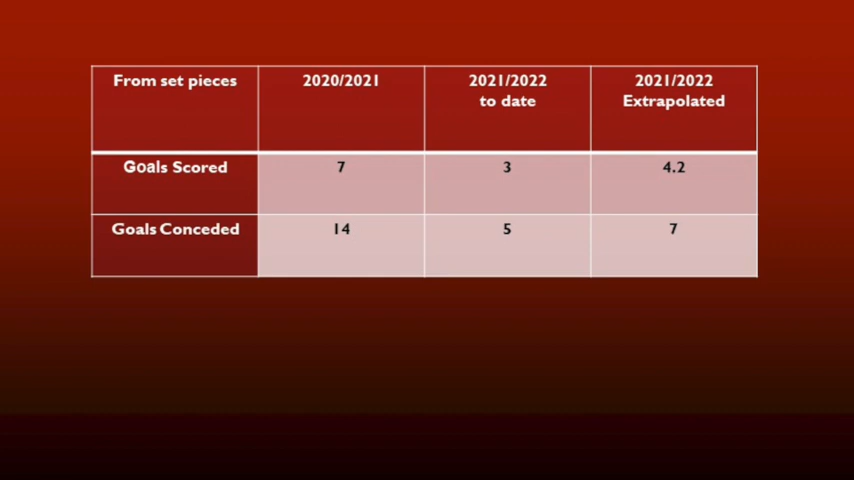 From set pieces
2020/2021
2021/2022
to date
2021/2022
Extrapolated
Goals Scored
7
3
4.2
Goals Conceded
14
5
7